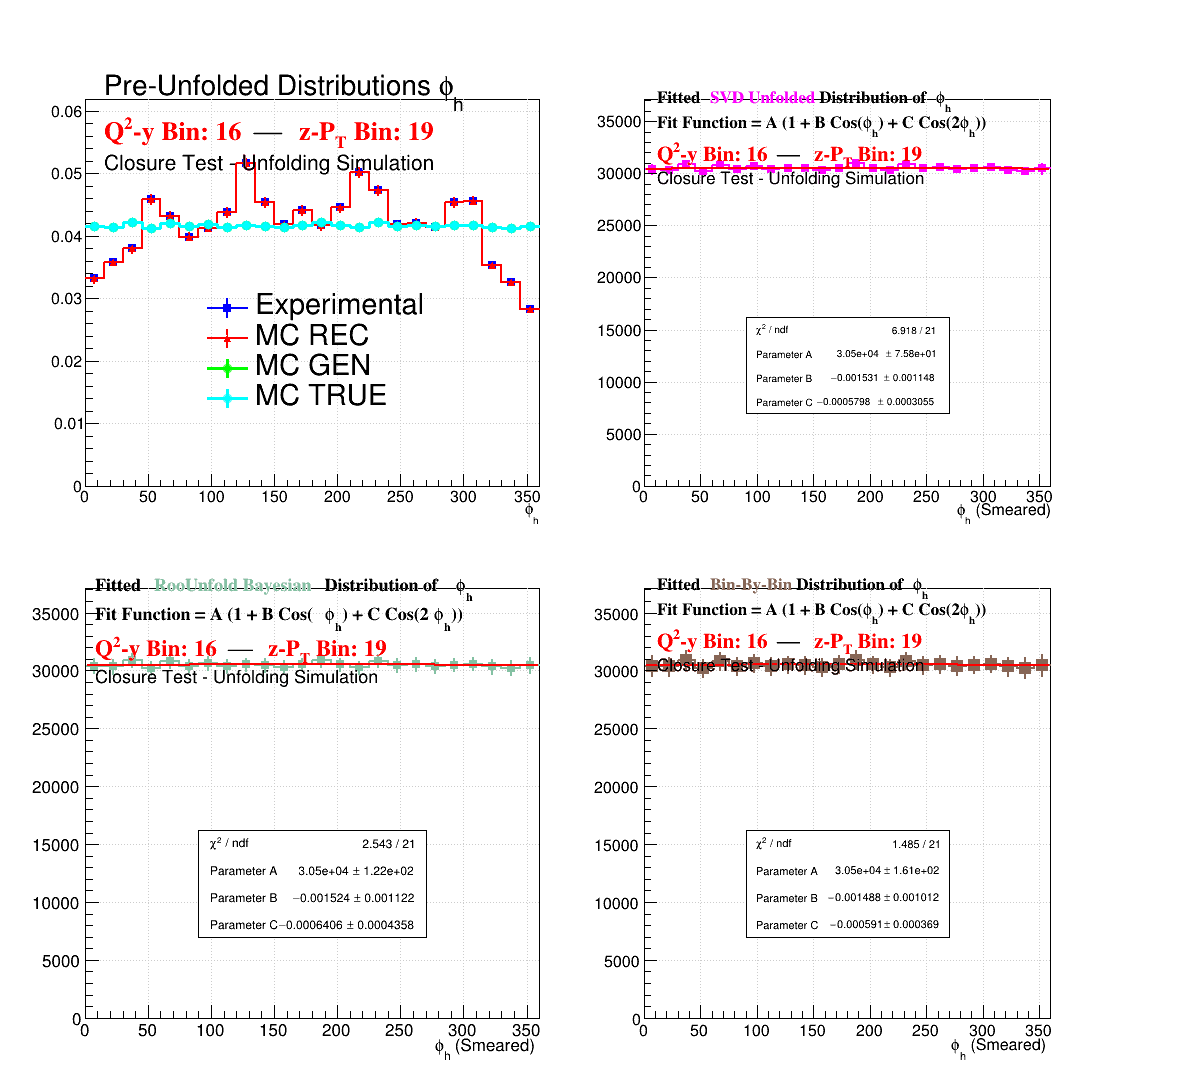 Pre-Unfolded Distributions ϕh
Q2-y Bin: 16 — z-PT Bin: 19
Closure Test - Unfolding Simulation
0.06
0.05
0.04
0.03
0.02
0.01
0
Experimental
MC REC
MC GEN
MC TRUE
0 50 100 150 200 250 300 350
ϕh
Fitted SVD Unfolded Distribution of ϕh
Fit Function = A (1 + B Cos(ϕh) + C Cos(2ϕh))
Q2-y Bin: 16 — z-PT Bin: 19
Closure Test - Unfolding Simulation
35000
30000
25000
20000
15000
10000
5000
0
χ2 / ndf 6.918 / 21
Parameter A 3.05e+04 ± 7.58e+01
Parameter B −0.001531 ± 0.001148
Parameter C −0.0005798 ± 0.0003055
0 50 100 150 200 250 300 350
ϕh (Smeared)
Fitted RooUnfold Bayesian Distribution of ϕh
Fit Function = A (1 + B Cos( ϕh) + C Cos(2 ϕh))
Q2-y Bin: 16 — z-PT Bin: 19
Closure Test - Unfolding Simulation
35000
30000
25000
20000
15000
10000
5000
0
χ2 / ndf 2.543 / 21
Parameter A 3.05e+04 ± 1.22e+02
Parameter B −0.001524 ± 0.001122
Parameter C −0.0006406 ± 0.0004358
0 50 100 150 200 250 300 350
ϕh (Smeared)
Fitted Bin-By-Bin Distribution of ϕh
Fit Function = A (1 + B Cos(ϕh) + C Cos(2ϕh))
Q2-y Bin: 16 — z-PT Bin: 19
Closure Test - Unfolding Simulation
35000
30000
25000
20000
15000
10000
5000
0
χ2 / ndf 1.485 / 21
Parameter A 3.05e+04 ± 1.61e+02
Parameter B −0.001488 ± 0.001012
Parameter C −0.000591 ± 0.000369
0 50 100 150 200 250 300 350
ϕh (Smeared)